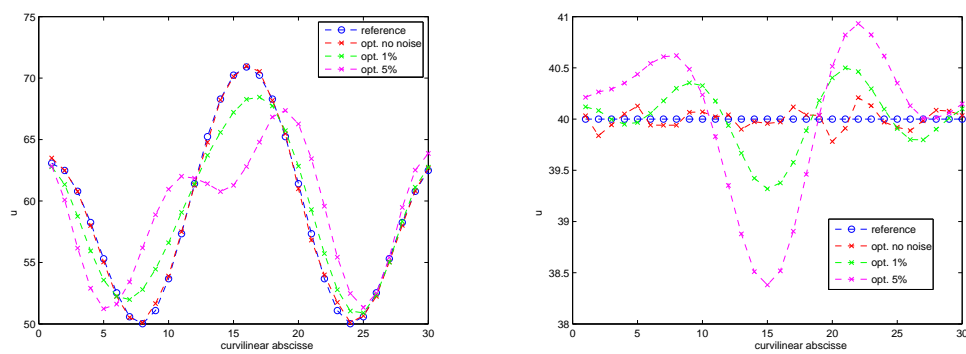 75
70
65
60
55
50
u
0 5 10 15 20 25 30
curvilinear abscisse
reference
opt. no noise
opt. 1%
opt. 5%
41
40.5
40
39.5
39
38.5
38
u
0 5 10 15 20 25 30
curvilinear abscisse
reference
opt. no noise
opt. 1%
opt. 5%